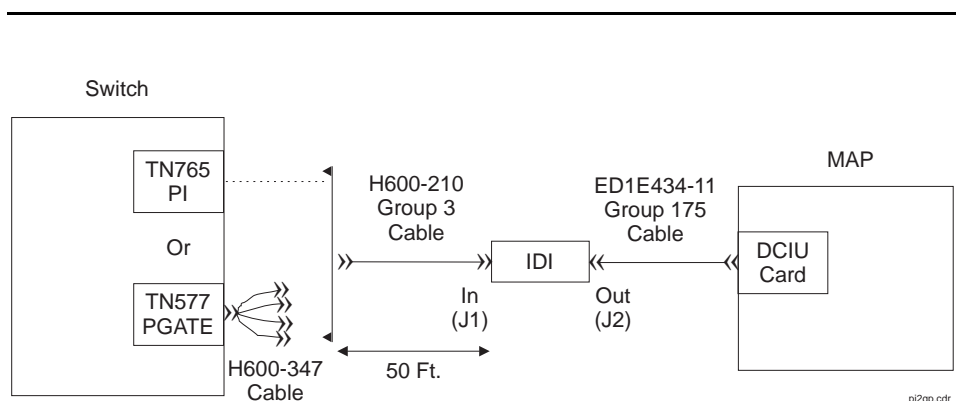 Switch
MAP
TN765
PI
Or
TN577
PGATE
H600-347
Cable
H600-210
Group 3
Cable
50 Ft.
In
(J1)
IDI
Out
(J2)
ED1E434-11
Group 175
Cable
DCIU
Card
pi2gp.cdr